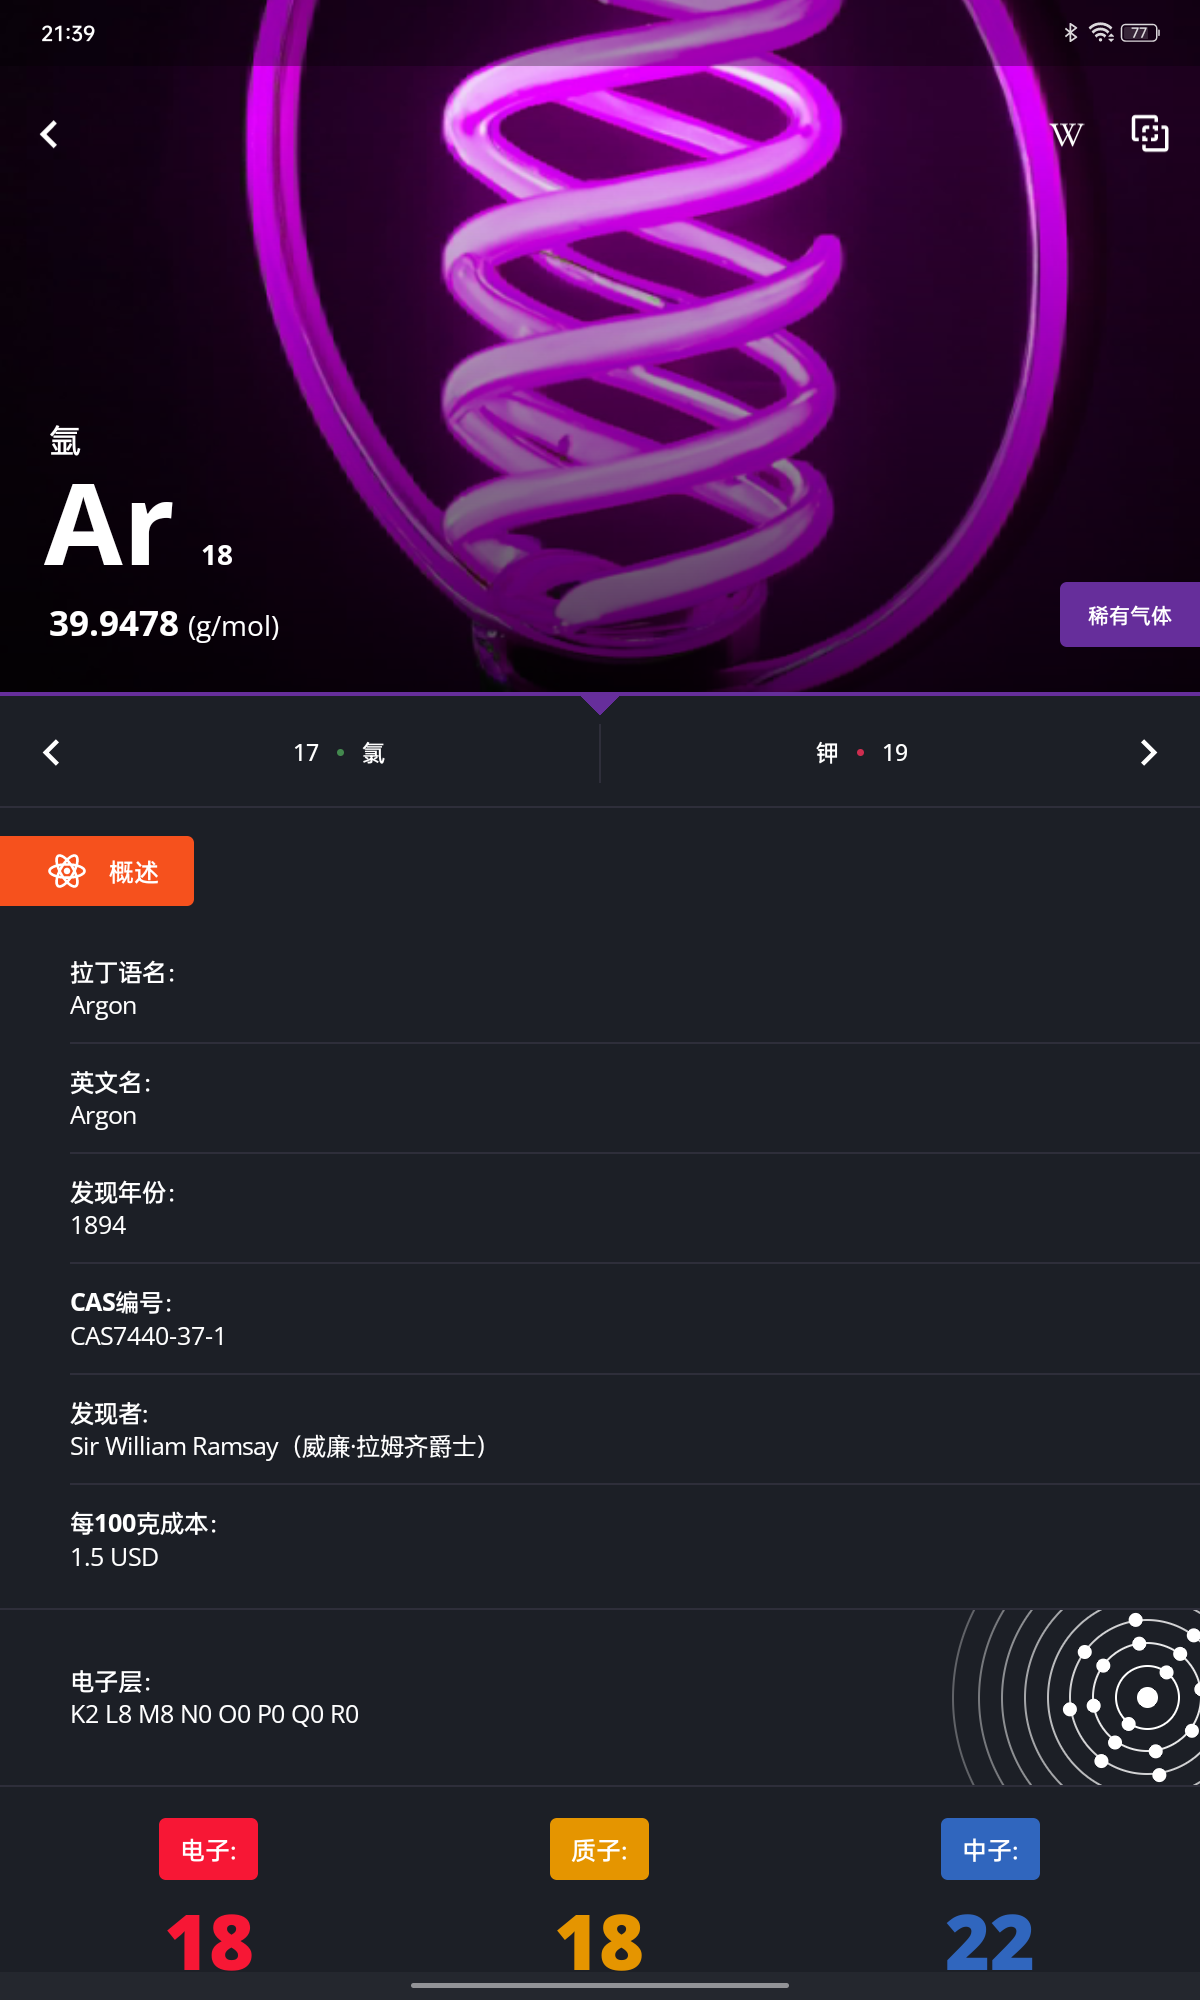 21:39
77
W
氩
Ar 18
39.9478 (g/mol)
稀有气体
17 • 氯
钾 • 19
概述
拉丁语名:
Argon
英文名:
Argon
发现年份:
1894
CAS编号:
CAS7440-37-1
发现者:
Sir William Ramsay（威廉·拉姆齐爵士）
每100克成本:
1.5 USD
电子层:
K2 L8 M8 N0 O0 P0 Q0 R0
电子: 质子: 中子:
18 18 22